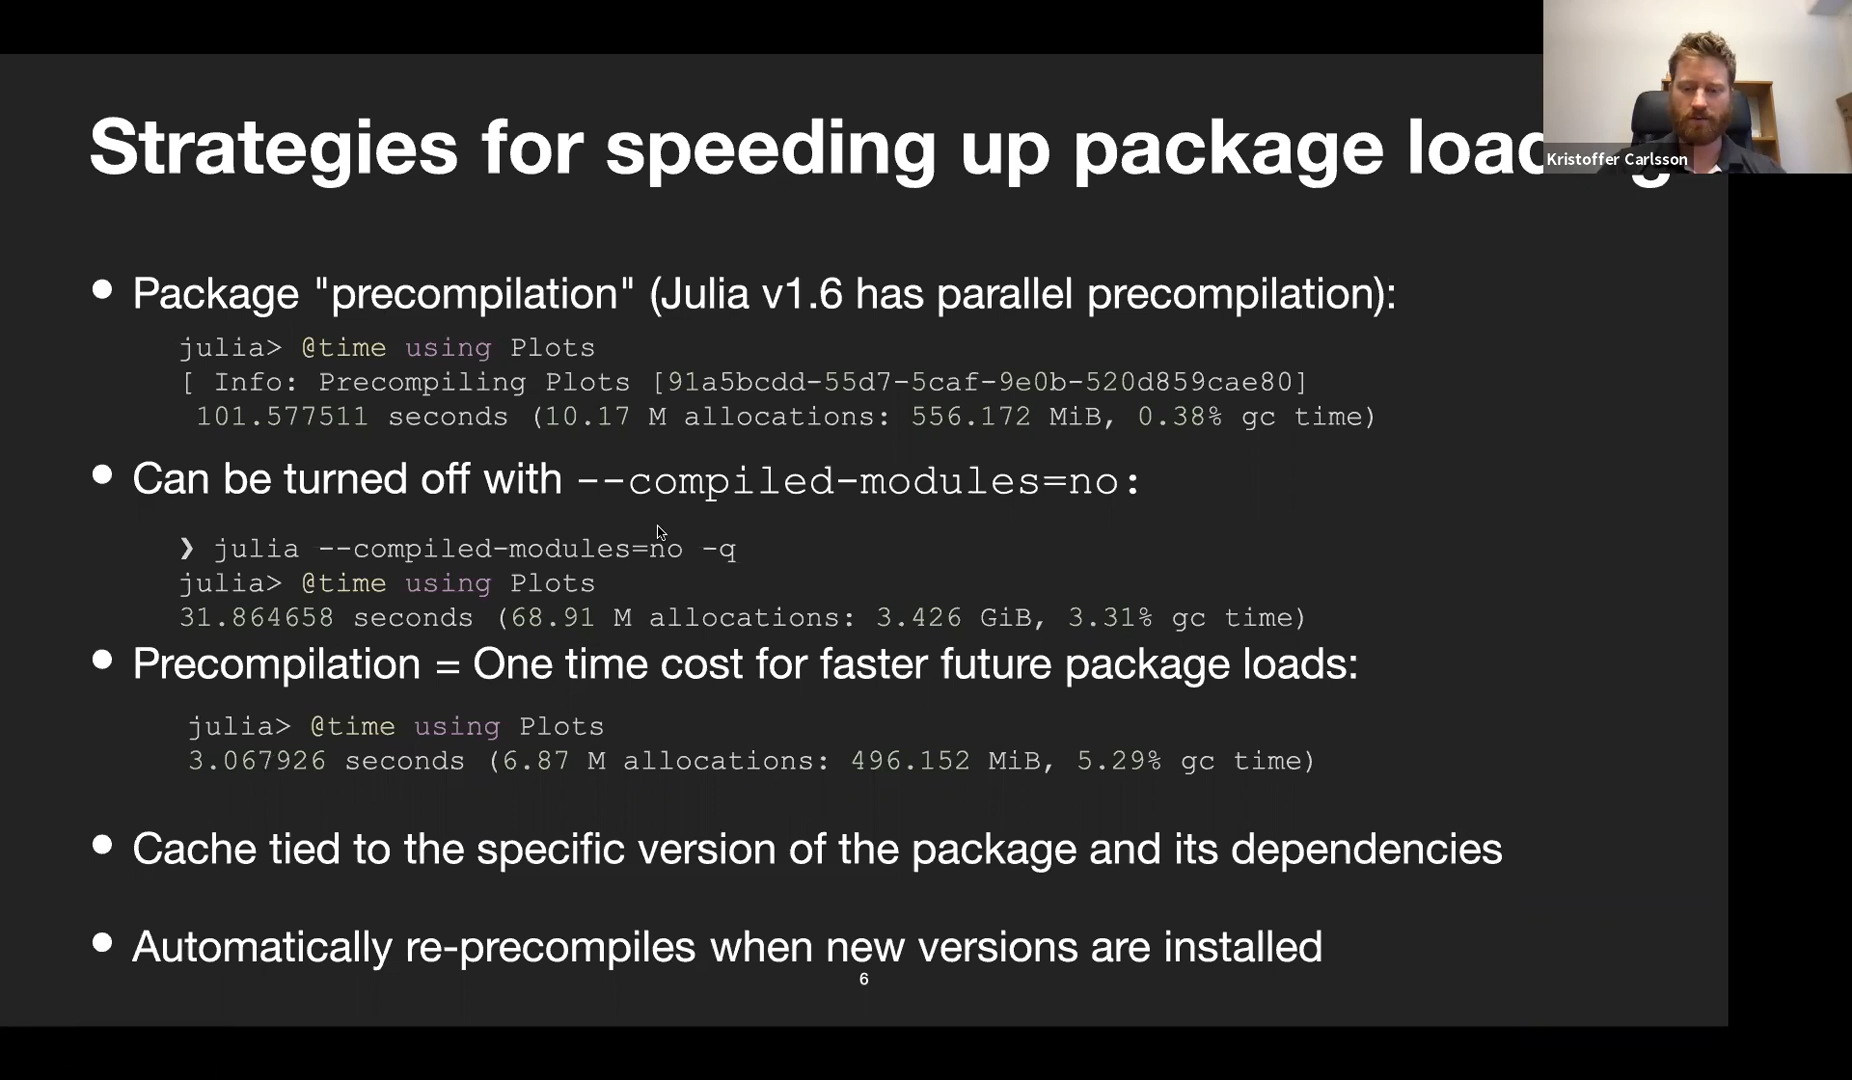 Strategies for speeding up package load g
Kristoffer Carlsson
• Package "precompilation" (Julia v1.6 has parallel precompilation):
julia> @time using Plots
[ Info: Precompiling Plots [91a5bcdd-55d7-5caf-9e0b-520d859cae80]
101.577511 seconds (10.17 M allocations: 556.172 MiB, 0.38% gc time)
• Can be turned off with --compiled-modules=no:
❯ julia --compiled-modules=no -q
julia> @time using Plots
31.864658 seconds (68.91 M allocations: 3.426 GiB, 3.31% gc time)
• Precompilation = One time cost for faster future package loads:
julia> @time using Plots
3.067926 seconds (6.87 M allocations: 496.152 MiB, 5.29% gc time)
• Cache tied to the specific version of the package and its dependencies
• Automatically re-precompiles when new versions are installed
6